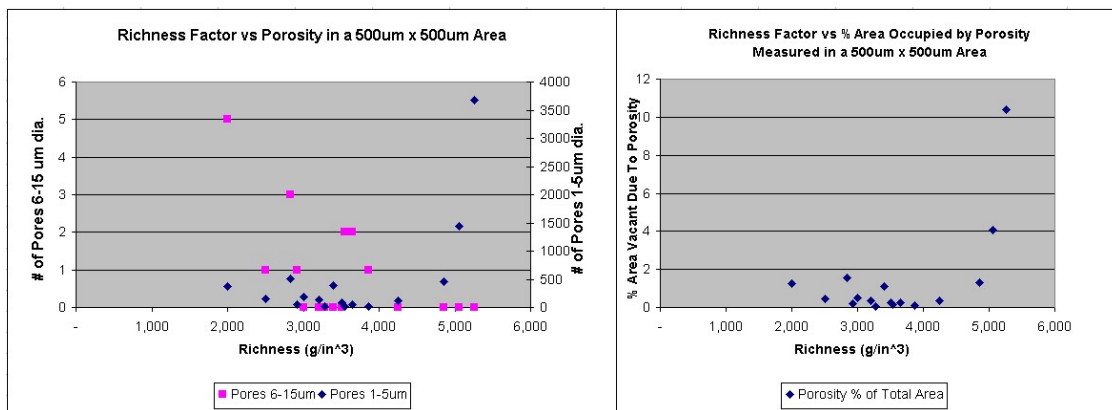 Richness Factor vs Porosity in a 500um x 500um Area
# of Pores 6-15 um dia.
6
5
4
3
2
1
0
4000
3500
3000
2500
2000
1500
1000
500
0
# of Pores 1-5um dia.
- 1,000 2,000 3,000 4,000 5,000 6,000
Richness (g/in^3)
Pores 6-15um Pores 1-5um
Richness Factor vs % Area Occupied by Porosity
Measured in a 500um x 500um Area
% Area Vacant Due To Porosity
12
10
8
6
4
2
0
- 1,000 2,000 3,000 4,000 5,000 6,000
Richness (g/in^3)
Porosity % of Total Area